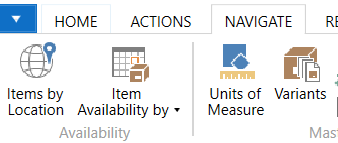 HOME ACTIONS NAVIGATE
Items by Location
Item Availability by
Units of Measure
Variants
Availability